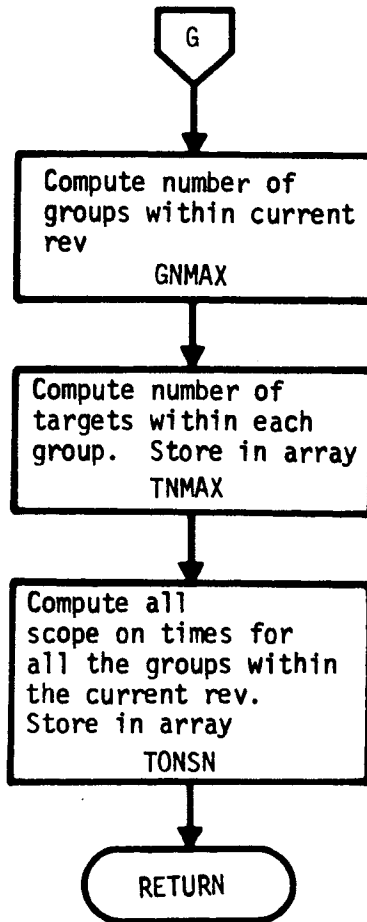 G
Compute number of
groups within current
rev
GNMAX
Compute number of
targets within each
group. Store in array
TNMAX
Compute all
scope on times for
all the groups within
the current rev.
Store in array
TONSN
RETURN